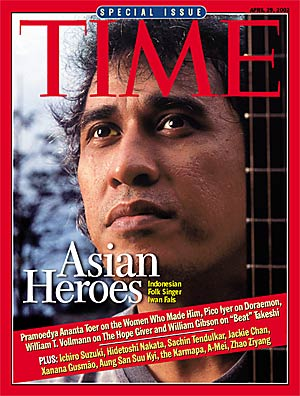 SPECIAL ISSUE
APRIL 29, 2002
TIME
Asian
Heroes
Indonesian
Folk Singer
Iwan Fals
Pramoedya Ananta Toer on the Women Who Made Him, Pico Iyer on Doraemon,
William T. Vollmann on The Hope Giver and William Gibson on "Beat" Takeshi
PLUS: Ichiro Suzuki, Hidetoshi Nakata, Sachin Tendulkar, Jackie Chan,
Xanana Gusmão, Aung San Suu Kyi, the Karmapa, A-Mei, Zhao Ziyang